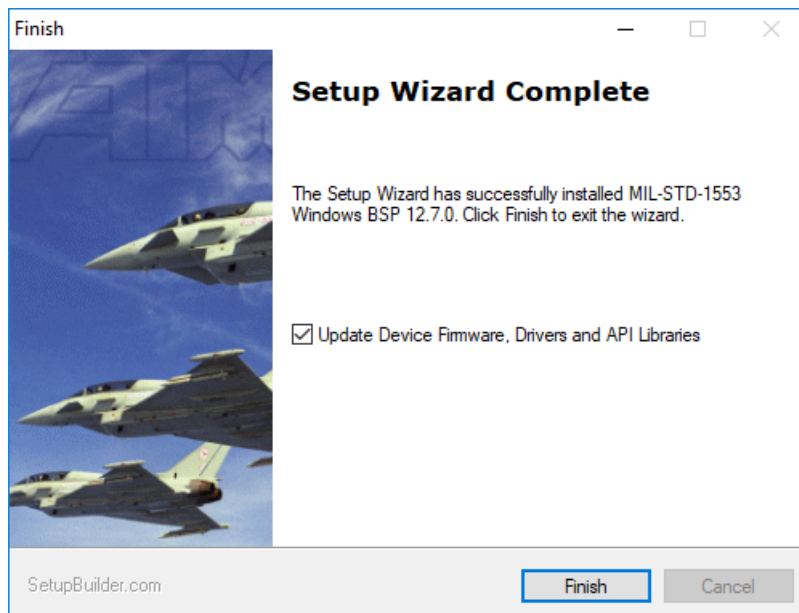 Finish
AIM
Setup Wizard Complete
The Setup Wizard has successfully installed MIL-STD-1553
Windows BSP 12.7.0. Click Finish to exit the wizard.
Update Device Firmware, Drivers and API Libraries
SetupBuilder.com
Finish
Cancel